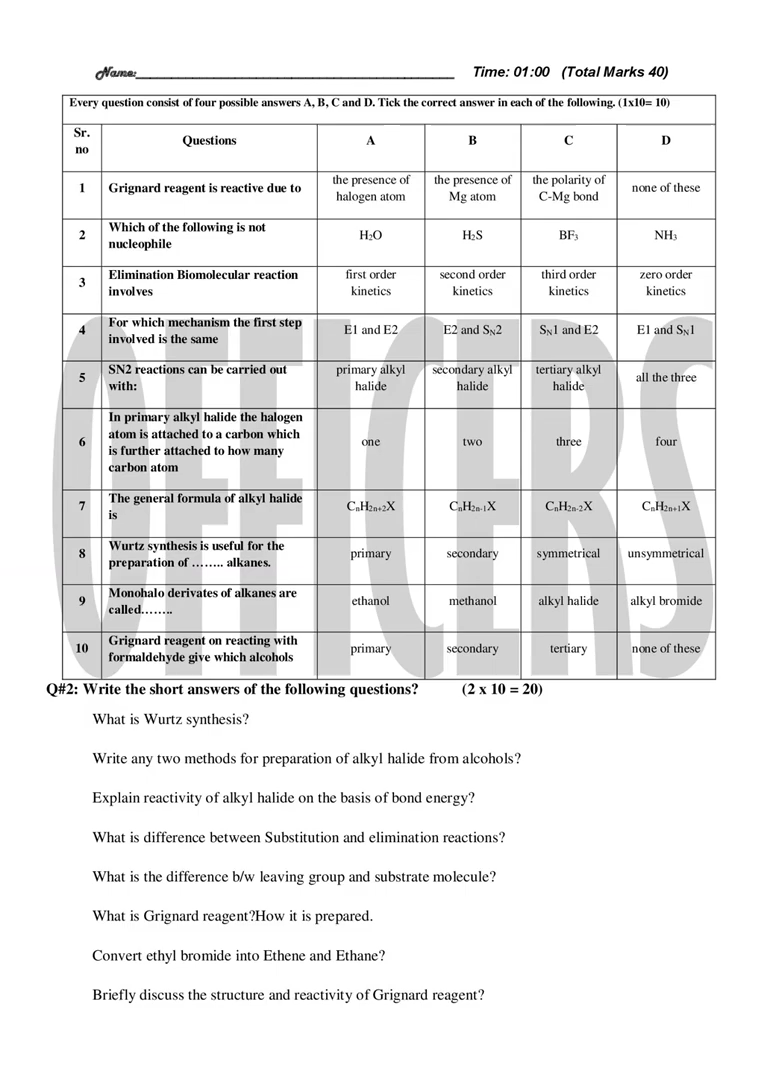 Name:___________________________________________ Time: 01:00 (Total Marks 40)
Every question consist of four possible answers A, B, C and D. Tick the correct answer in each of the following. (1x10= 10)
Sr. no Questions A B C D
1 Grignard reagent is reactive due to the presence of halogen atom the presence of Mg atom the polarity of C-Mg bond none of these
2 Which of the following is not nucleophile H₂O H₂S BF₃ NH₃
3 Elimination Biomolecular reaction involves first order kinetics second order kinetics third order kinetics zero order kinetics
4 For which mechanism the first step involved is the same E1 and E2 E2 and S_N2 S_N1 and E2 E1 and S_N1
5 SN2 reactions can be carried out with: primary alkyl halide secondary alkyl halide tertiary alkyl halide all the three
6 In primary alkyl halide the halogen atom is attached to a carbon which is further attached to how many carbon atom one two three four
7 The general formula of alkyl halide is CₙH₂ₙ₊₂X CₙH₂ₙ₋₁X CₙH₂ₙ₋₂X CₙH₂ₙ₊₁X
8 Wurtz synthesis is useful for the preparation of …….. alkanes. primary secondary symmetrical unsymmetrical
9 Monohalo derivates of alkanes are called…….. ethanol methanol alkyl halide alkyl bromide
10 Grignard reagent on reacting with formaldehyde give which alcohols primary secondary tertiary none of these
OFFICERS
Q#2: Write the short answers of the following questions? (2 x 10 = 20)
What is Wurtz synthesis?
Write any two methods for preparation of alkyl halide from alcohols?
Explain reactivity of alkyl halide on the basis of bond energy?
What is difference between Substitution and elimination reactions?
What is the difference b/w leaving group and substrate molecule?
What is Grignard reagent?How it is prepared.
Convert ethyl bromide into Ethene and Ethane?
Briefly discuss the structure and reactivity of Grignard reagent?